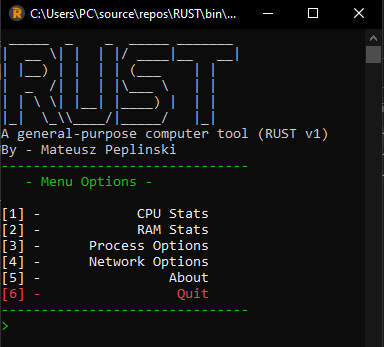 C:\Users\PC\source\repos\RUST\bin\...
RUST
A general-purpose computer tool (RUST v1)
By - Mateusz Peplinski
-------------------------------
- Menu Options -
[1] - CPU Stats
[2] - RAM Stats
[3] - Process Options
[4] - Network Options
[5] - About
[6] - Quit
-------------------------------
>